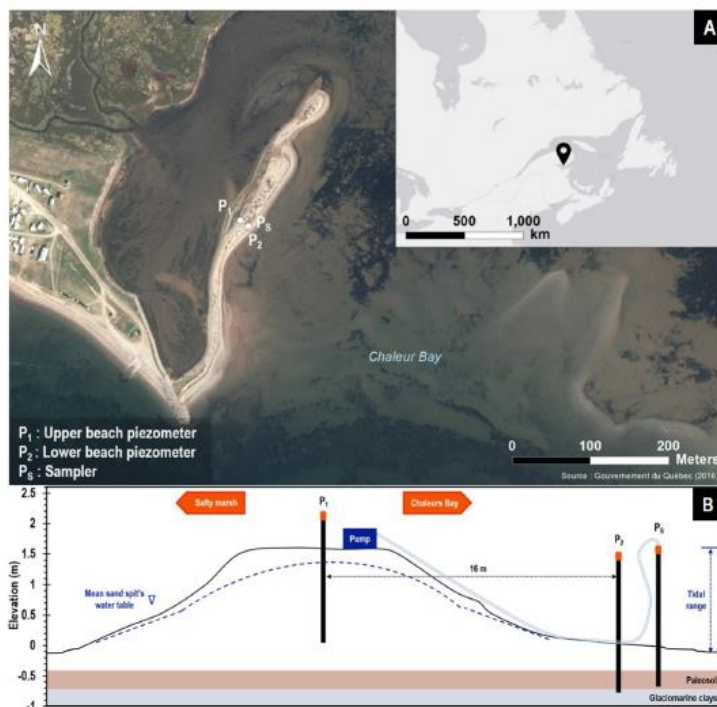 N
A
0 500 1,000
km
P1
PS
P2
Chaleur Bay
P1 : Upper beach piezometer
P2 : Lower beach piezometer
PS : Sampler
0 100 200
Meters
Source : Gouvernement du Québec (2016)
B
2.5
2
1.5
1
0.5
0
-0.5
-1
Elevation (m)
Salty marsh
P1
Chaleurs Bay
Pump
P2
PS
16 m
Mean sand spit's
water table
Tidal
range
Paleosol
Glaciomarine clays